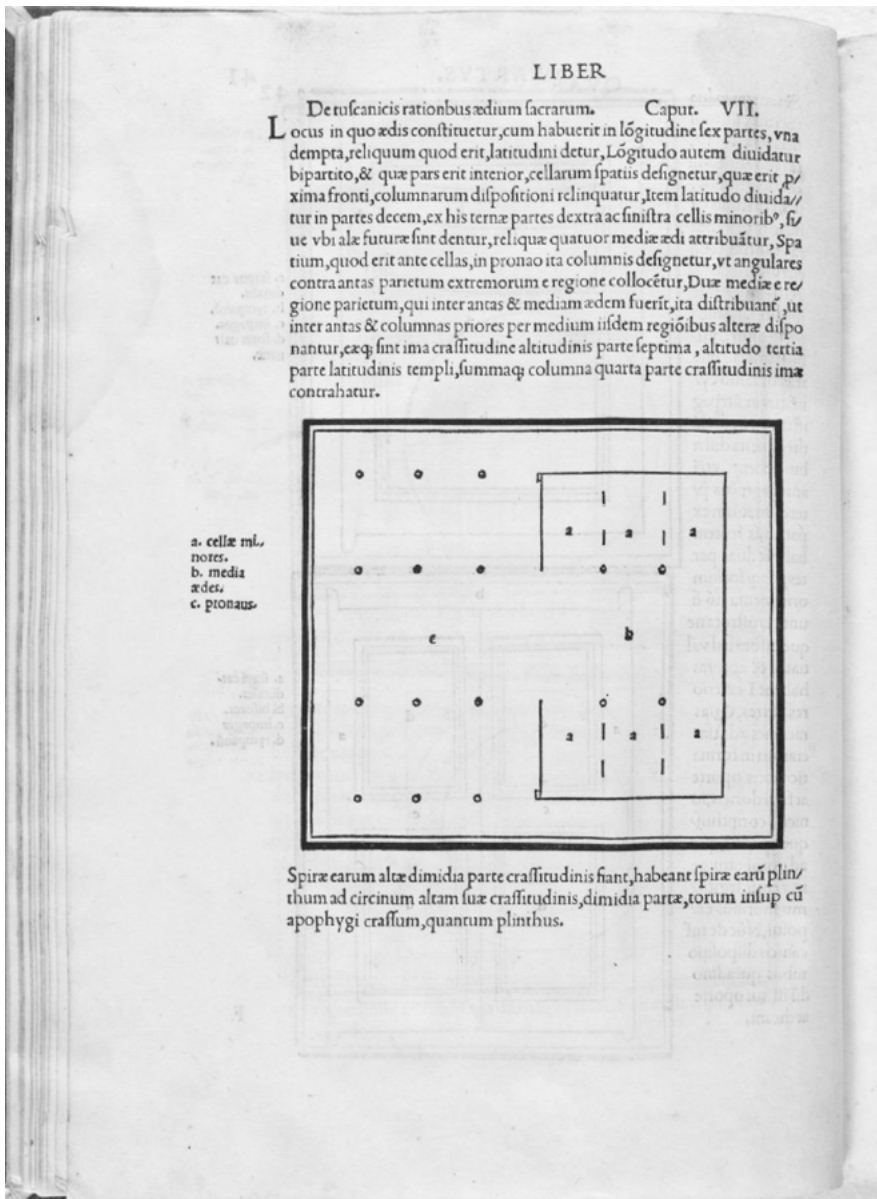 LIBER
De tuſcanicis rationbus ædium ſacrarum. Caput. VII.
Locus in quo ædis conſtituetur,cum habuerit in lõgitudine ſex partes, vna
dempta,reliquum quod erit,latitudini detur,Lõgitudo autem diuidatur
bipartito,& quæ pars erit interior,cellarum ſpatiis deſignetur,quæ erit ꝓ/
xima fronti,columnarum diſpoſitioni relinquatur,Item latitudo diuida//
tur in partes decem,ex his ternæ partes dextra ac ſiniſtra cellis minoribꝰ, ſi/
ue vbi alæ futuræ ſint dentur,reliquæ quatuor mediæ ædi attribuãtur, Spa
tium,quod erit ante cellas,in pronao ita columnis deſignetur,vt angulares
contra antas parietum extremorum e regione collocẽtur,Duæ mediæ e re/
gione parietum,qui inter antas & mediam ædem fuerĩt,ita diſtribuant᷑,ut
inter antas & columnas priores per medium iiſdem regiõibus alteræ diſpo
nantur,eæqꝫ ſint ima craſſitudine altitudinis parte ſeptima , altitudo tertia
parte latitudinis templi,ſummaqꝫ columna quarta parte craſſitudinis imæ
contrahatur.
a. cellæ mi-
nores.
b. media
ædes.
c. pronaus.
a a a
c b
a a a
Spiræ earum altæ dimidia parte craſſitudinis fiant,habeant ſpiræ earũ plin/
thum ad circinum altam ſuæ craſſitudinis,dimidia partæ,torum inſup cũ
apophygi craſſum,quantum plinthus.